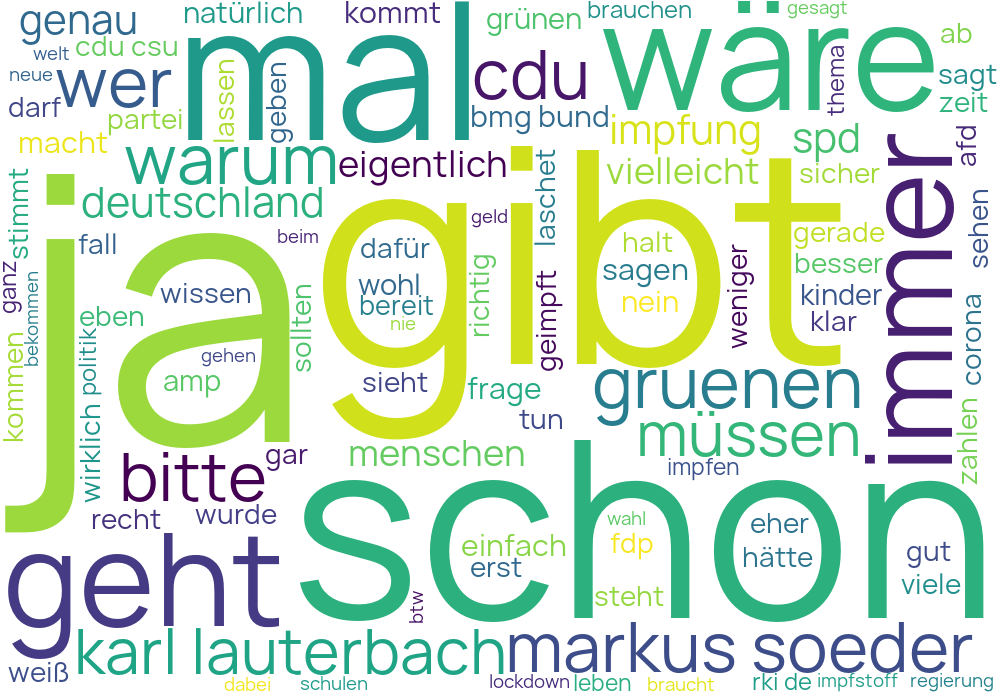 genau
natürlich
kommt
grünen
brauchen
gesagt
welt
cdu csu
mal
wäre
ab
neue
wer
lassen
geben
cdu
thema
sagt
darf
partei
bmg bund
zeit
macht
warum
eigentlich
impfung
spd
afd
stimmt
deutschland
geld
laschet
vielleicht
sicher
immer
sehen
fall
beim
dafür
halt
gerade
ganz
bekommen
ja
gibt
wissen
wohl
sagen
weniger
besser
bereit
richtig
geimpft
nein
kinder
eben
nie
klar
corona
kommen
wirklich
politik
gehen
sollten
amp
sieht
frage
gruenen
tun
müssen
zahlen
menschen
gar
bitte
impfen
schon
recht
wurde
wahl
eher
geht
einfach
fdp
hätte
gut
erst
viele
btw
steht
karl lauterbach
markus soeder
weiß
dabei
schulen
lockdown
leben
braucht
rki de
impfstoff
regierung